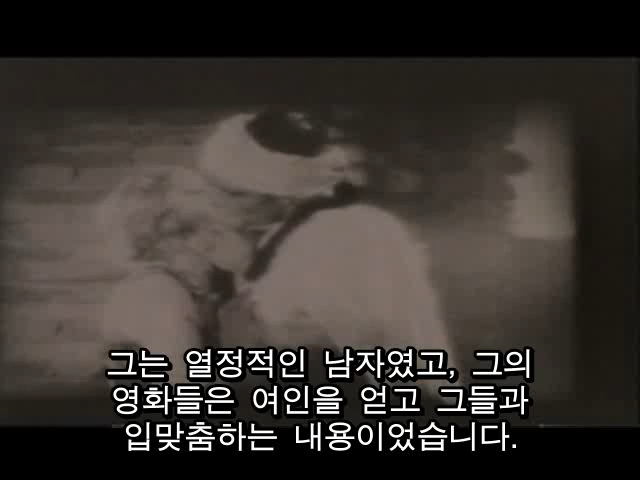 그는 열정적인 남자였고, 그의
영화들은 여인을 얻고 그들과
입맞춤하는 내용이었습니다.